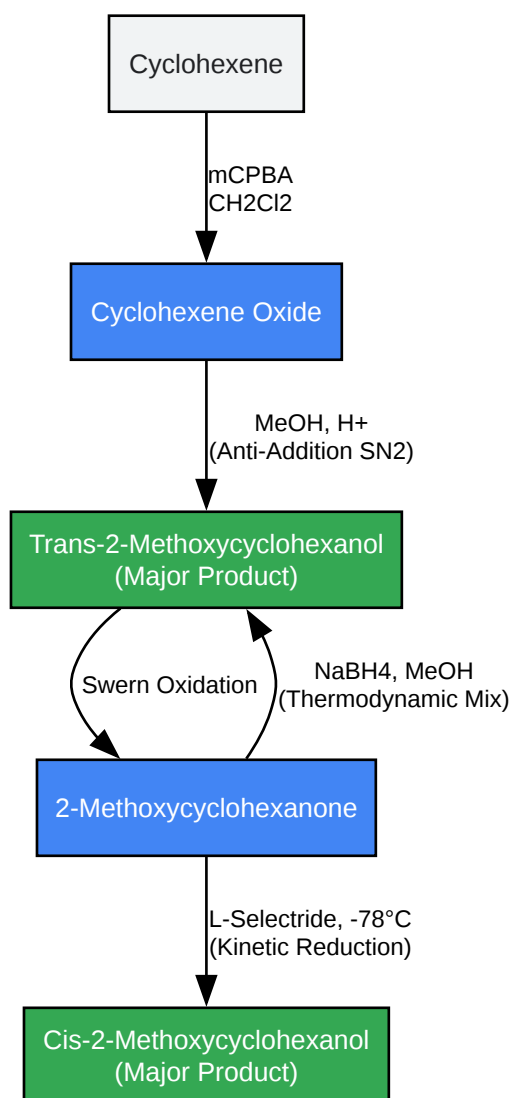 Cyclohexene
mCPBA
CH2Cl2
Cyclohexene Oxide
MeOH, H+
(Anti-Addition SN2)
Trans-2-Methoxycyclohexanol
(Major Product)
Swern Oxidation
NaBH4, MeOH
(Thermodynamic Mix)
2-Methoxycyclohexanone
L-Selectride, -78°C
(Kinetic Reduction)
Cis-2-Methoxycyclohexanol
(Major Product)